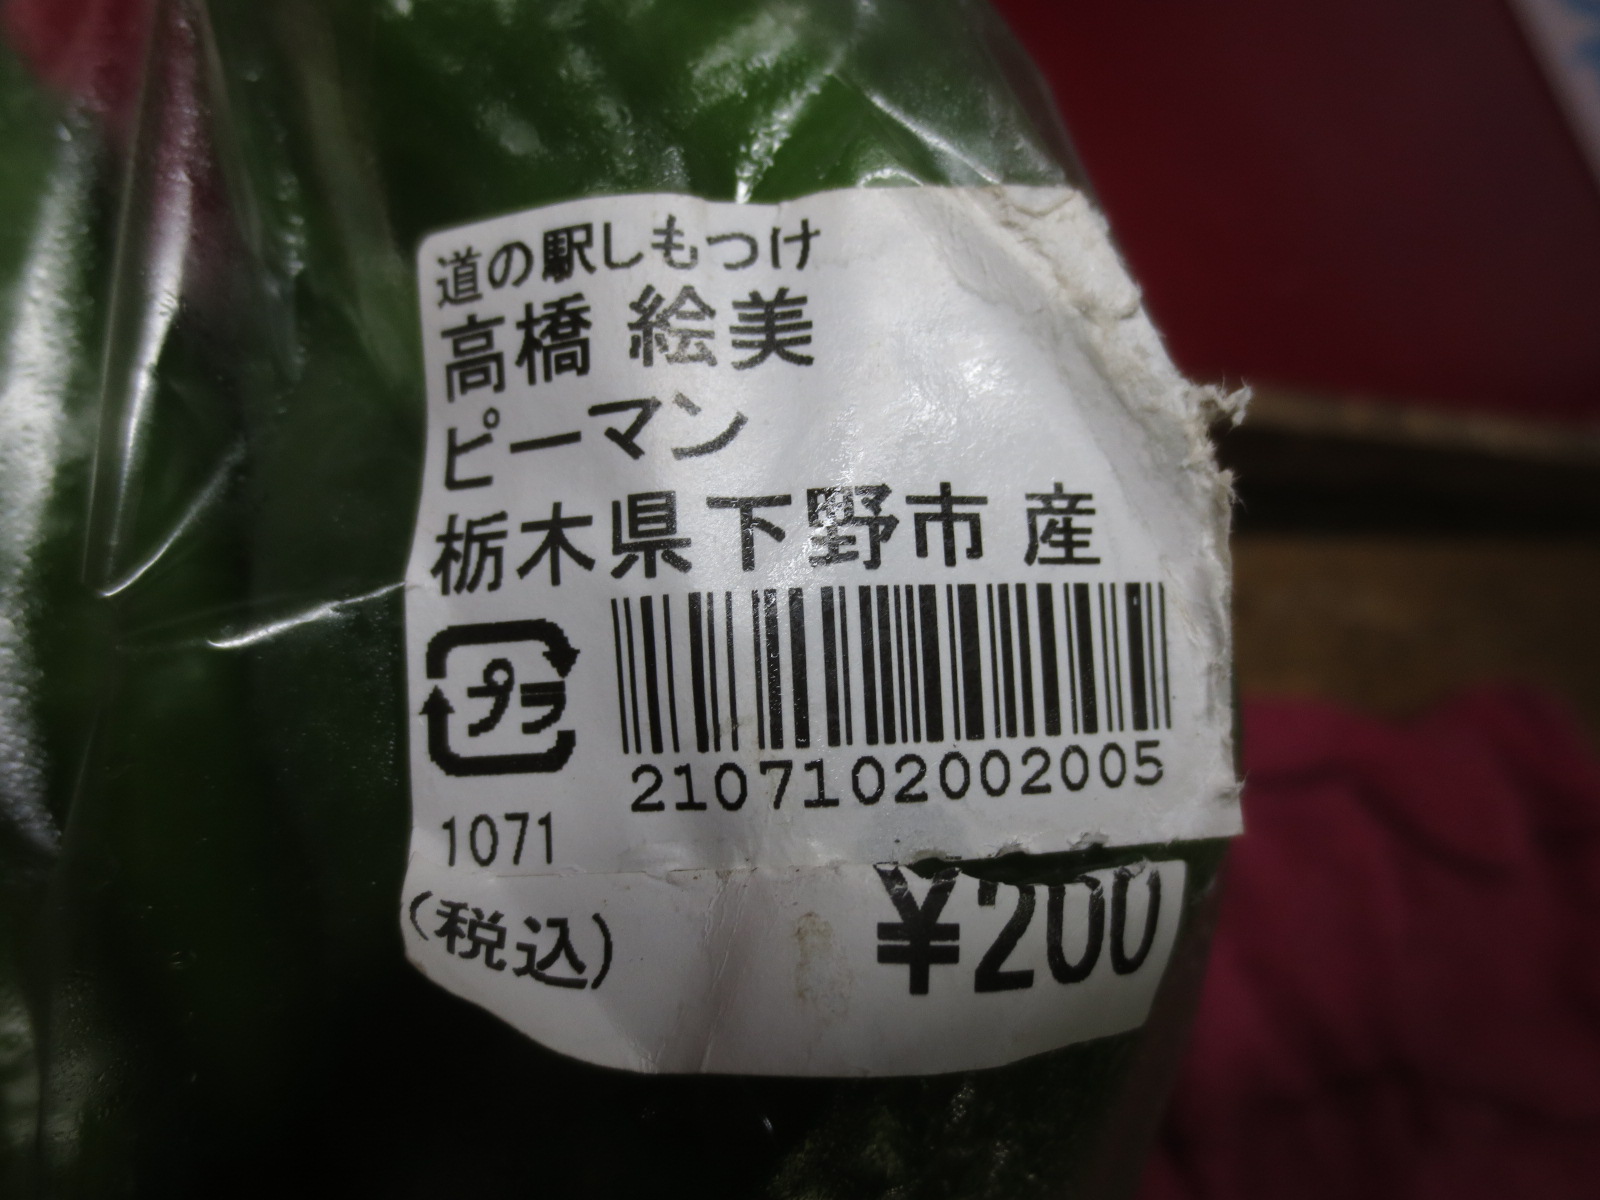 道の駅しもつけ
高橋 絵美
ピーマン
栃木県下野市 産
プラ
2107102002005
1071
(税込) ¥200